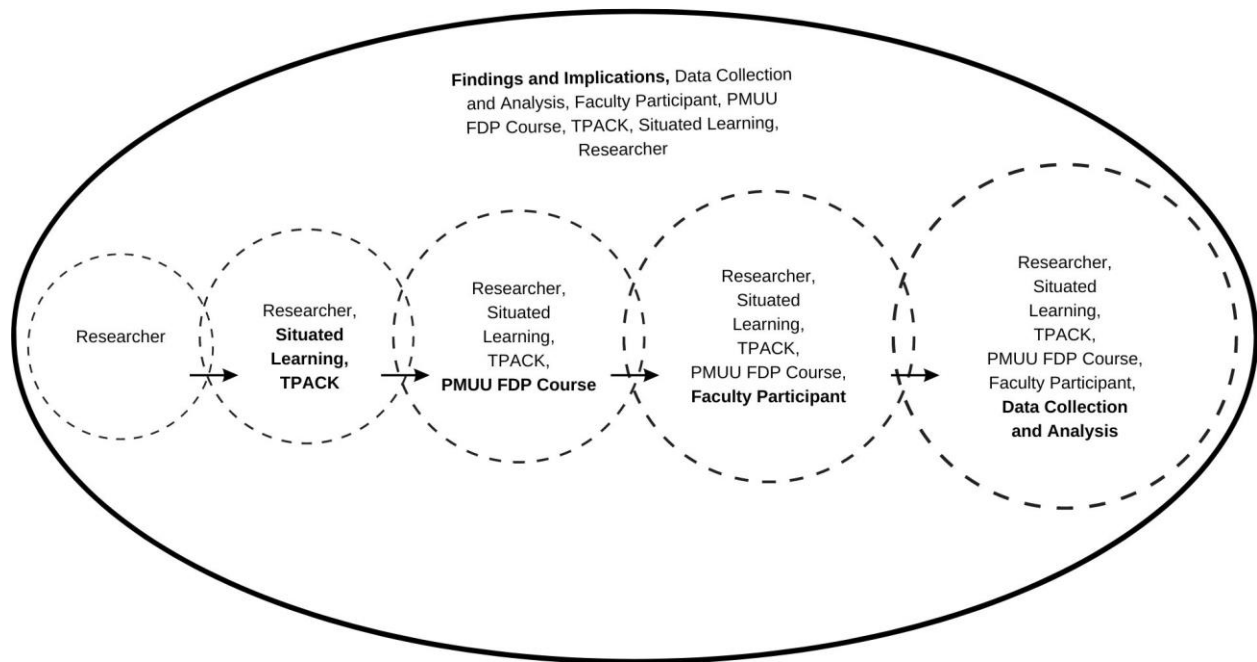 Findings and Implications, Data Collection
and Analysis, Faculty Participant, PMUU
FDP Course, TPACK, Situated Learning,
Researcher
Researcher
Researcher,
Situated
Learning,
TPACK
Researcher,
Situated
Learning,
TPACK,
PMUU FDP Course
Researcher,
Situated
Learning,
TPACK,
PMUU FDP Course,
Faculty Participant
Researcher,
Situated
Learning,
TPACK,
PMUU FDP Course,
Faculty Participant,
Data Collection
and Analysis